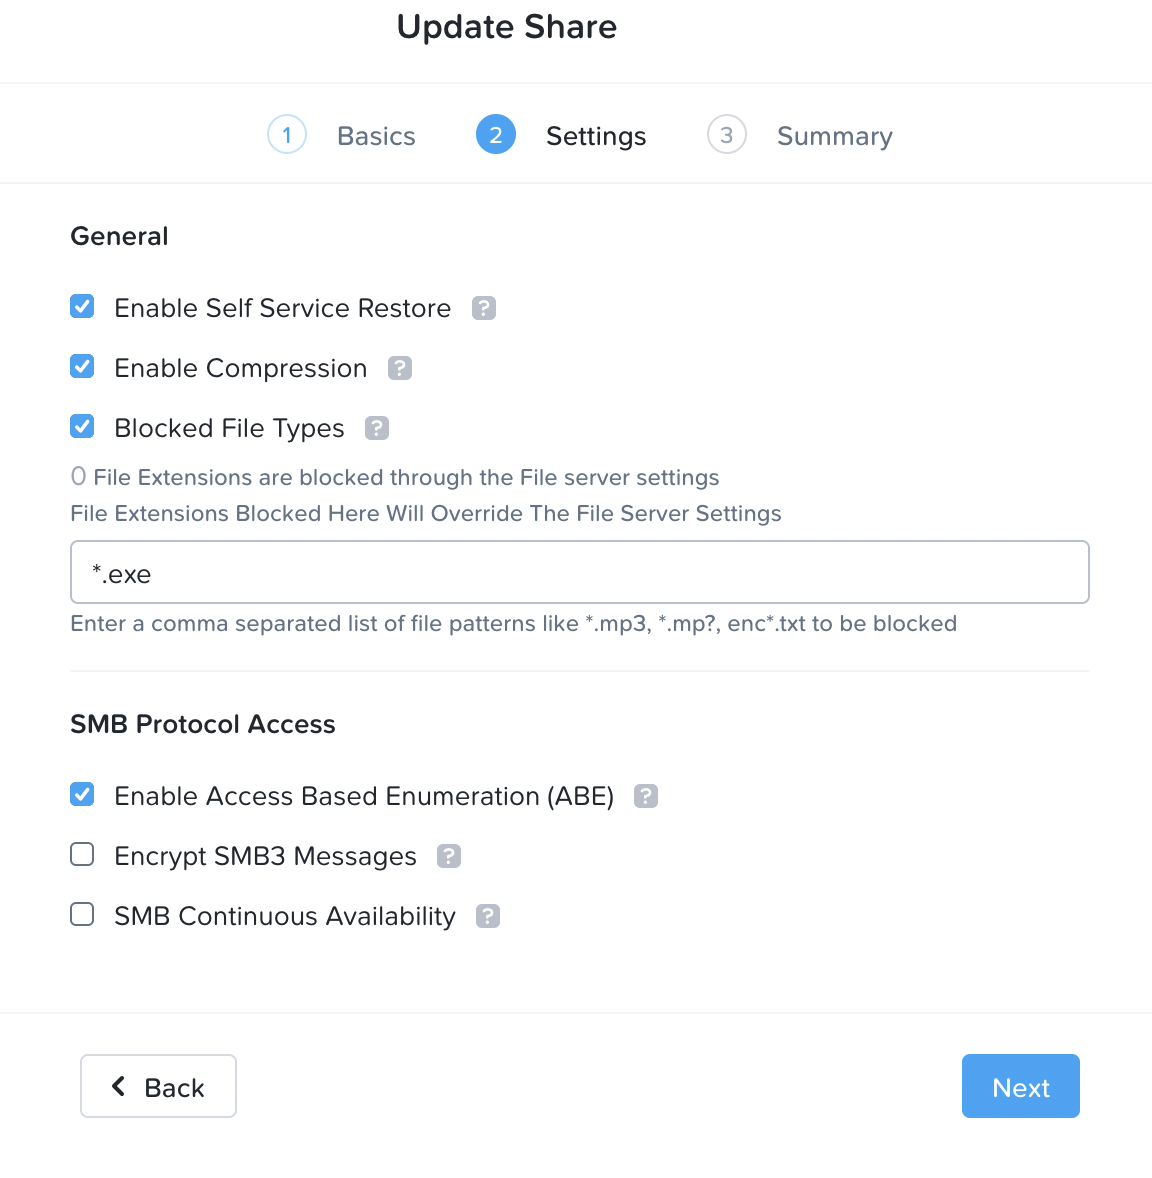 Update Share
1 Basics 2 Settings 3 Summary
General
Enable Self Service Restore ?
Enable Compression ?
Blocked File Types ?
0 File Extensions are blocked through the File server settings
File Extensions Blocked Here Will Override The File Server Settings
*.exe
Enter a comma separated list of file patterns like *.mp3, *.mp?, enc*.txt to be blocked
SMB Protocol Access
Enable Access Based Enumeration (ABE) ?
Encrypt SMB3 Messages ?
SMB Continuous Availability ?
Back Next